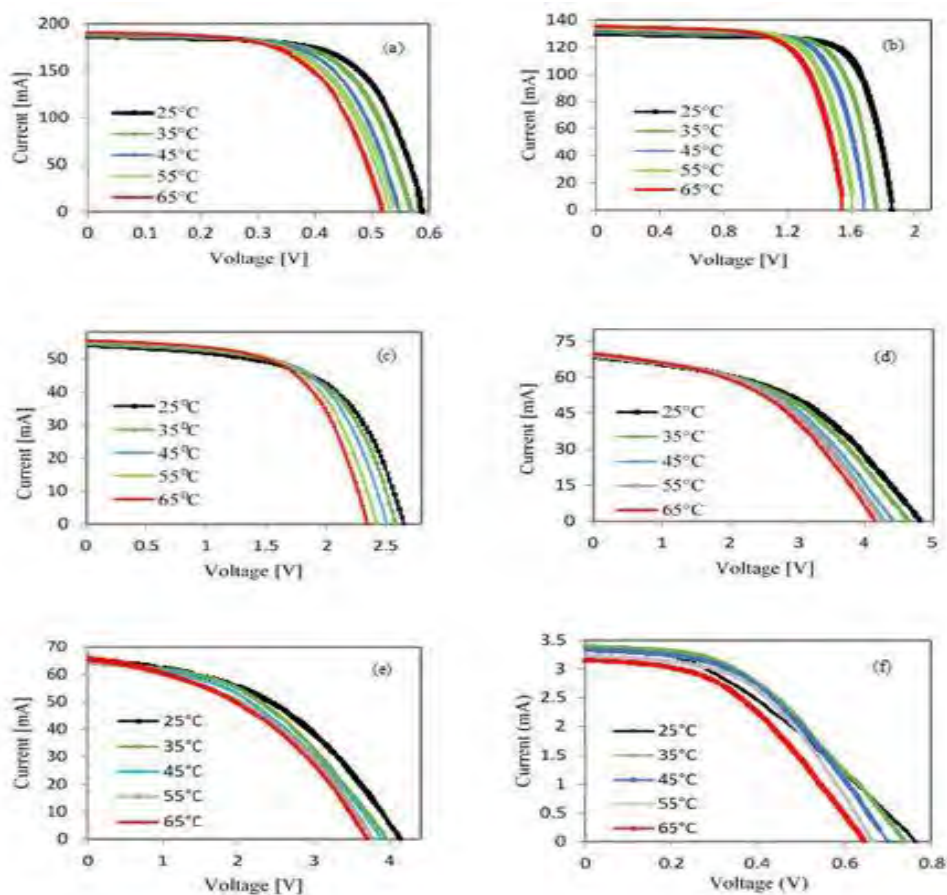 200
150
100
50
0
Current [mA]
(a)
25°C
35°C
45°C
55°C
65°C
0 0.1 0.2 0.3 0.4 0.5 0.6
Voltage [V]
140
120
100
80
60
40
20
0
Current [mA]
(b)
25°C
35°C
45°C
55°C
65°C
0 0.4 0.8 1.2 1.6 2
Voltage [V]
50
40
30
20
10
0
Current [mA]
(c)
25⁰C
35⁰C
45⁰C
55⁰C
65⁰C
0 0.5 1 1.5 2 2.5
Voltage [V]
75
60
45
30
15
0
Current [mA]
(d)
25°C
35°C
45°C
55°C
65°C
0 1 2 3 4 5
Voltage [V]
70
60
50
40
30
20
10
0
Current [mA]
(e)
25°C
35°C
45°C
55°C
65°C
0 1 2 3 4
Voltage [V]
3.5
3
2.5
2
1.5
1
0.5
0
Current (mA)
(f)
25°C
35°C
45°C
55°C
65°C
0 0.2 0.4 0.6 0.8
Voltage (V)